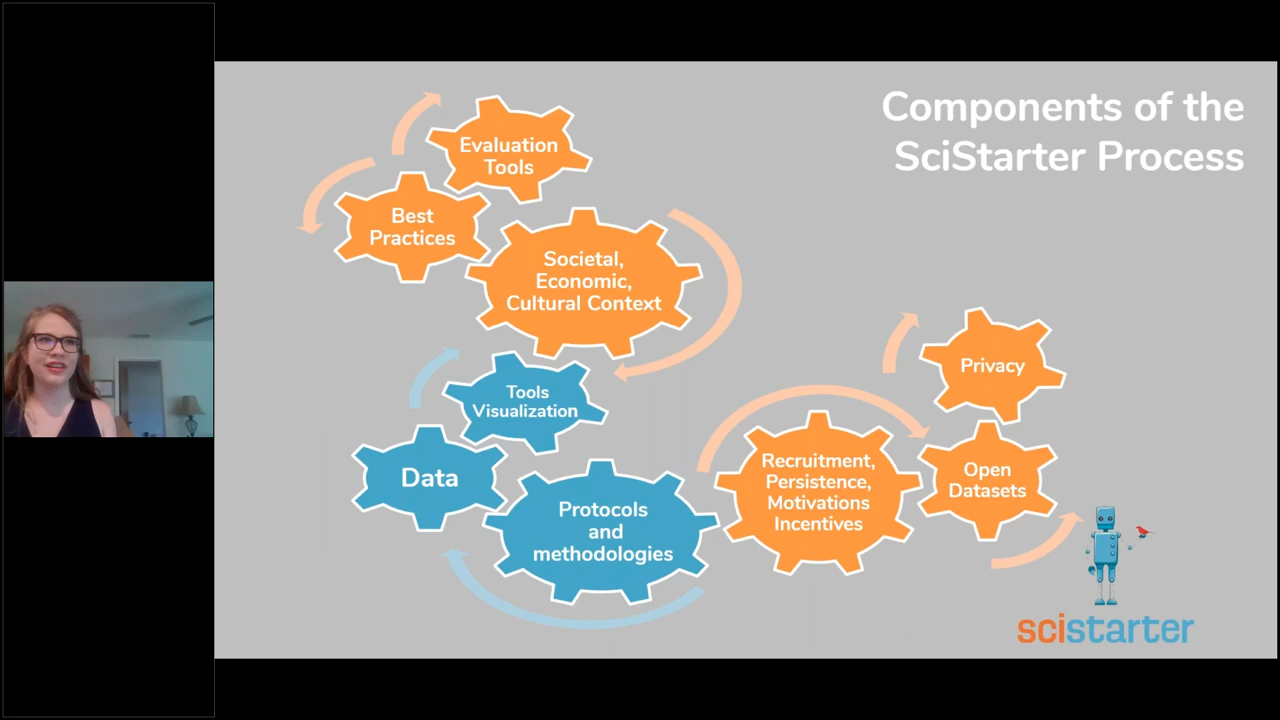 Components of the
SciStarter Process
Evaluation
Tools
Best
Practices
Societal,
Economic,
Cultural Context
Tools
Visualization
Data
Protocols
and
methodologies
Recruitment,
Persistence,
Motivations
Incentives
Privacy
Open
Datasets
scistarter